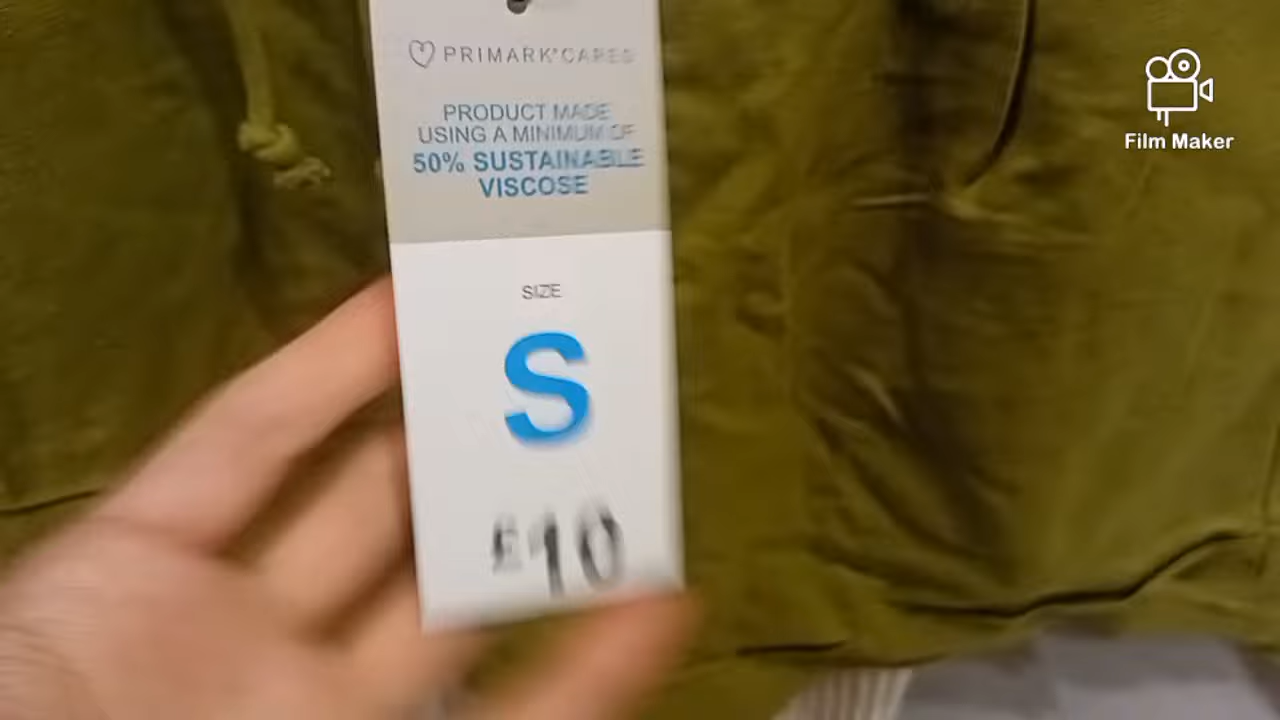 PRIMARK®CARES
PRODUCT MADE
USING A MINIMUM OF
50% SUSTAINABLE
VISCOSE
SIZE
S
£10
Film Maker